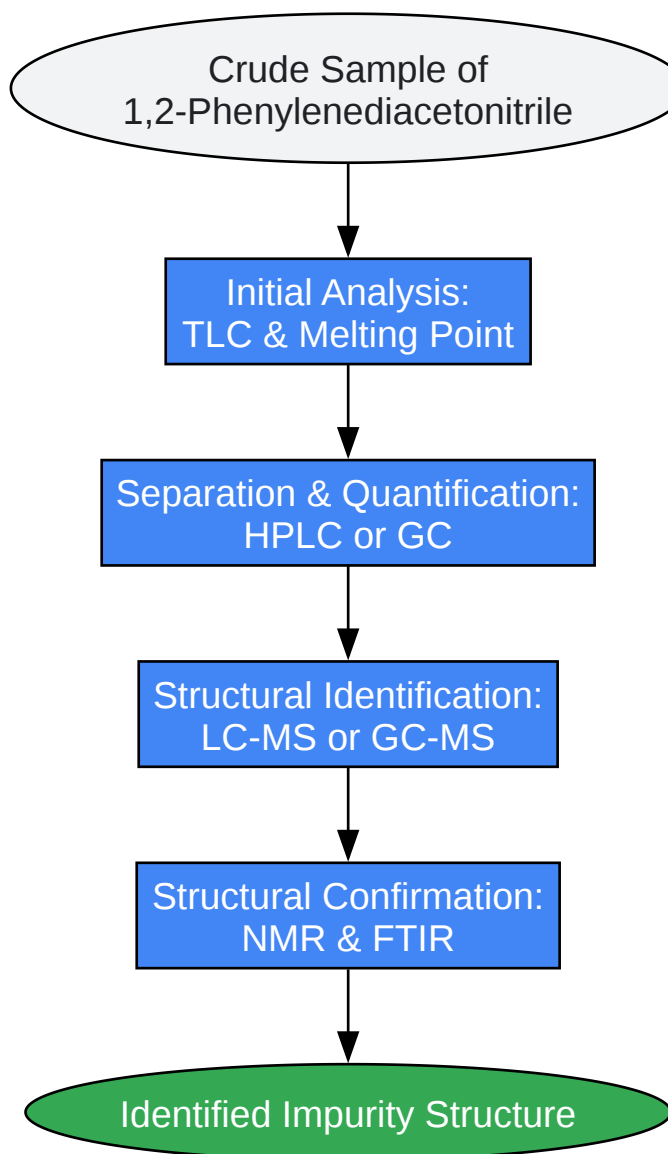 Crude Sample of
1,2-Phenylenediacetonitrile
Initial Analysis:
TLC & Melting Point
Separation & Quantification:
HPLC or GC
Structural Identification:
LC-MS or GC-MS
Structural Confirmation:
NMR & FTIR
Identified Impurity Structure